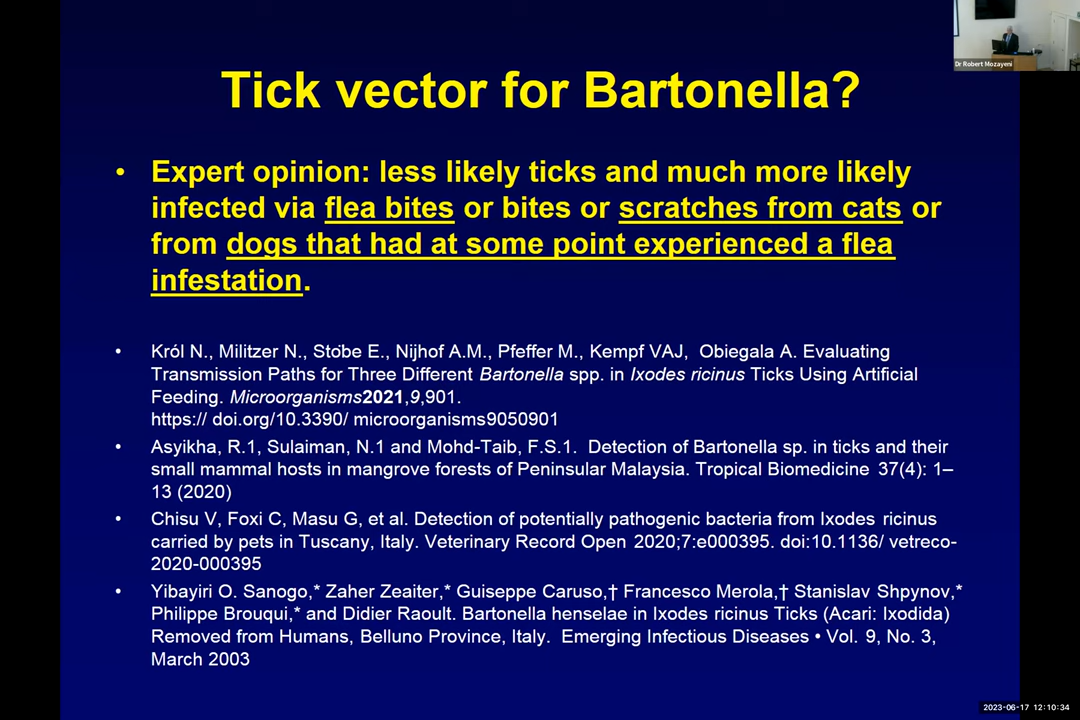 Dr Robert Mozayeni
Tick vector for Bartonella?
• Expert opinion: less likely ticks and much more likely
infected via flea bites or bites or scratches from cats or
from dogs that had at some point experienced a flea
infestation.
• Król N., Militzer N., Stöbe E., Nijhof A.M., Pfeffer M., Kempf VAJ, Obiegala A. Evaluating
Transmission Paths for Three Different Bartonella spp. in Ixodes ricinus Ticks Using Artificial
Feeding. Microorganisms2021,9,901.
https:// doi.org/10.3390/ microorganisms9050901
• Asyikha, R.1, Sulaiman, N.1 and Mohd-Taib, F.S.1. Detection of Bartonella sp. in ticks and their
small mammal hosts in mangrove forests of Peninsular Malaysia. Tropical Biomedicine 37(4): 1–
13 (2020)
• Chisu V, Foxi C, Masu G, et al. Detection of potentially pathogenic bacteria from Ixodes ricinus
carried by pets in Tuscany, Italy. Veterinary Record Open 2020;7:e000395. doi:10.1136/ vetreco-
2020-000395
• Yibayiri O. Sanogo,* Zaher Zeaiter,* Guiseppe Caruso,† Francesco Merola,† Stanislav Shpynov,*
Philippe Brouqui,* and Didier Raoult. Bartonella henselae in Ixodes ricinus Ticks (Acari: Ixodida)
Removed from Humans, Belluno Province, Italy. Emerging Infectious Diseases • Vol. 9, No. 3,
March 2003
2023-06-17 12:10:34